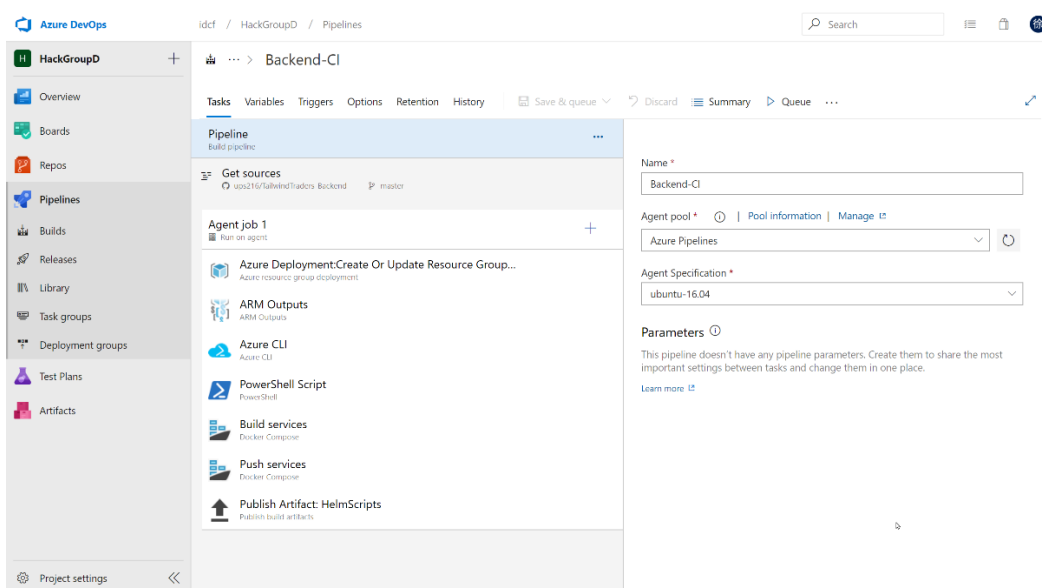 Azure DevOps
idcf / HackGroupD / Pipelines
Search
徐
H HackGroupD
Overview
Boards
Repos
Pipelines
Builds
Releases
Library
Task groups
Deployment groups
Test Plans
Artifacts
Project settings
... > Backend-CI
Tasks Variables Triggers Options Retention History Save & queue Discard Summary Queue ...
Pipeline
Build pipeline
Get sources
ups216/TailwindTraders-Backend master
Agent job 1
Run on agent
Azure Deployment:Create Or Update Resource Group...
Azure resource group deployment
ARM Outputs
ARM Outputs
Azure CLI
Azure CLI
PowerShell Script
PowerShell
Build services
Docker Compose
Push services
Docker Compose
Publish Artifact: HelmScripts
Publish build artifacts
Name *
Backend-CI
Agent pool * | Pool information | Manage
Azure Pipelines
Agent Specification *
ubuntu-16.04
Parameters
This pipeline doesn't have any pipeline parameters. Create them to share the most
important settings between tasks and change them in one place.
Learn more